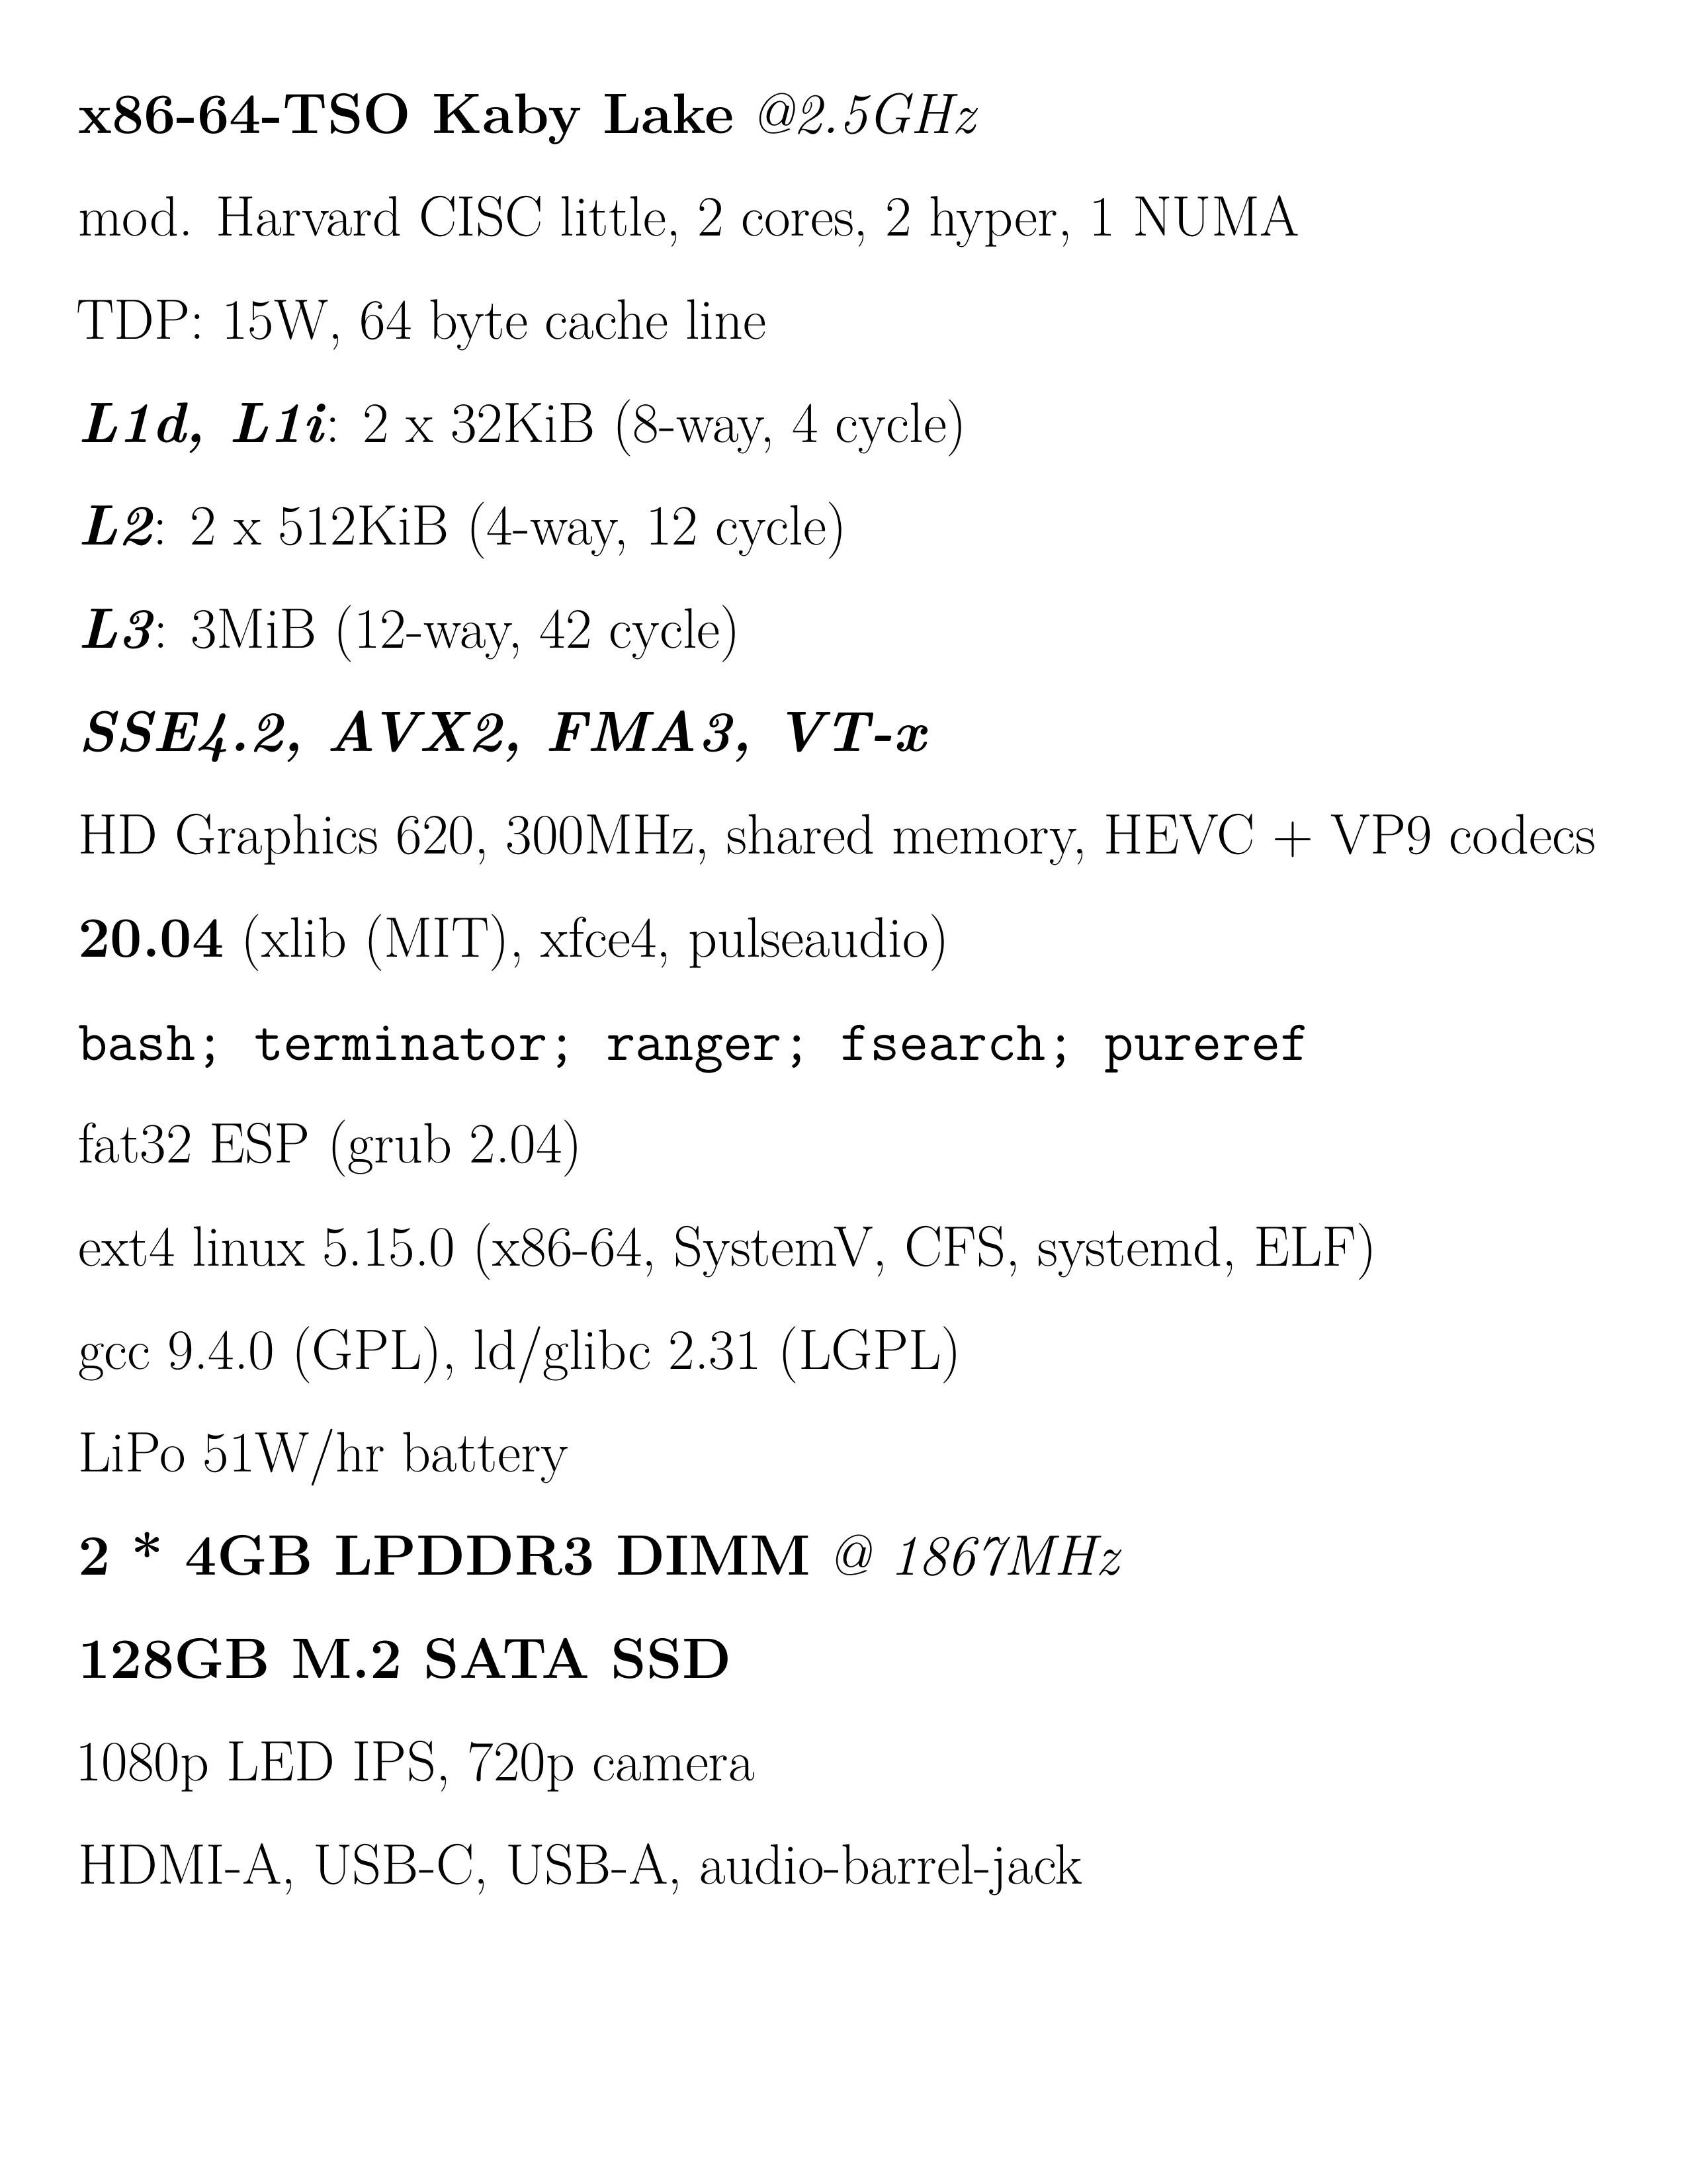 x86-64-TSO Kaby Lake @2.5GHz
mod. Harvard CISC little, 2 cores, 2 hyper, 1 NUMA
TDP: 15W, 64 byte cache line
L1d, L1i: 2 x 32KiB (8-way, 4 cycle)
L2: 2 x 512KiB (4-way, 12 cycle)
L3: 3MiB (12-way, 42 cycle)
SSE4.2, AVX2, FMA3, VT-x
HD Graphics 620, 300MHz, shared memory, HEVC + VP9 codecs
20.04 (xlib (MIT), xfce4, pulseaudio)
bash; terminator; ranger; fsearch; pureref
fat32 ESP (grub 2.04)
ext4 linux 5.15.0 (x86-64, SystemV, CFS, systemd, ELF)
gcc 9.4.0 (GPL), ld/glibc 2.31 (LGPL)
LiPo 51W/hr battery
2 * 4GB LPDDR3 DIMM @ 1867MHz
128GB M.2 SATA SSD
1080p LED IPS, 720p camera
HDMI-A, USB-C, USB-A, audio-barrel-jack